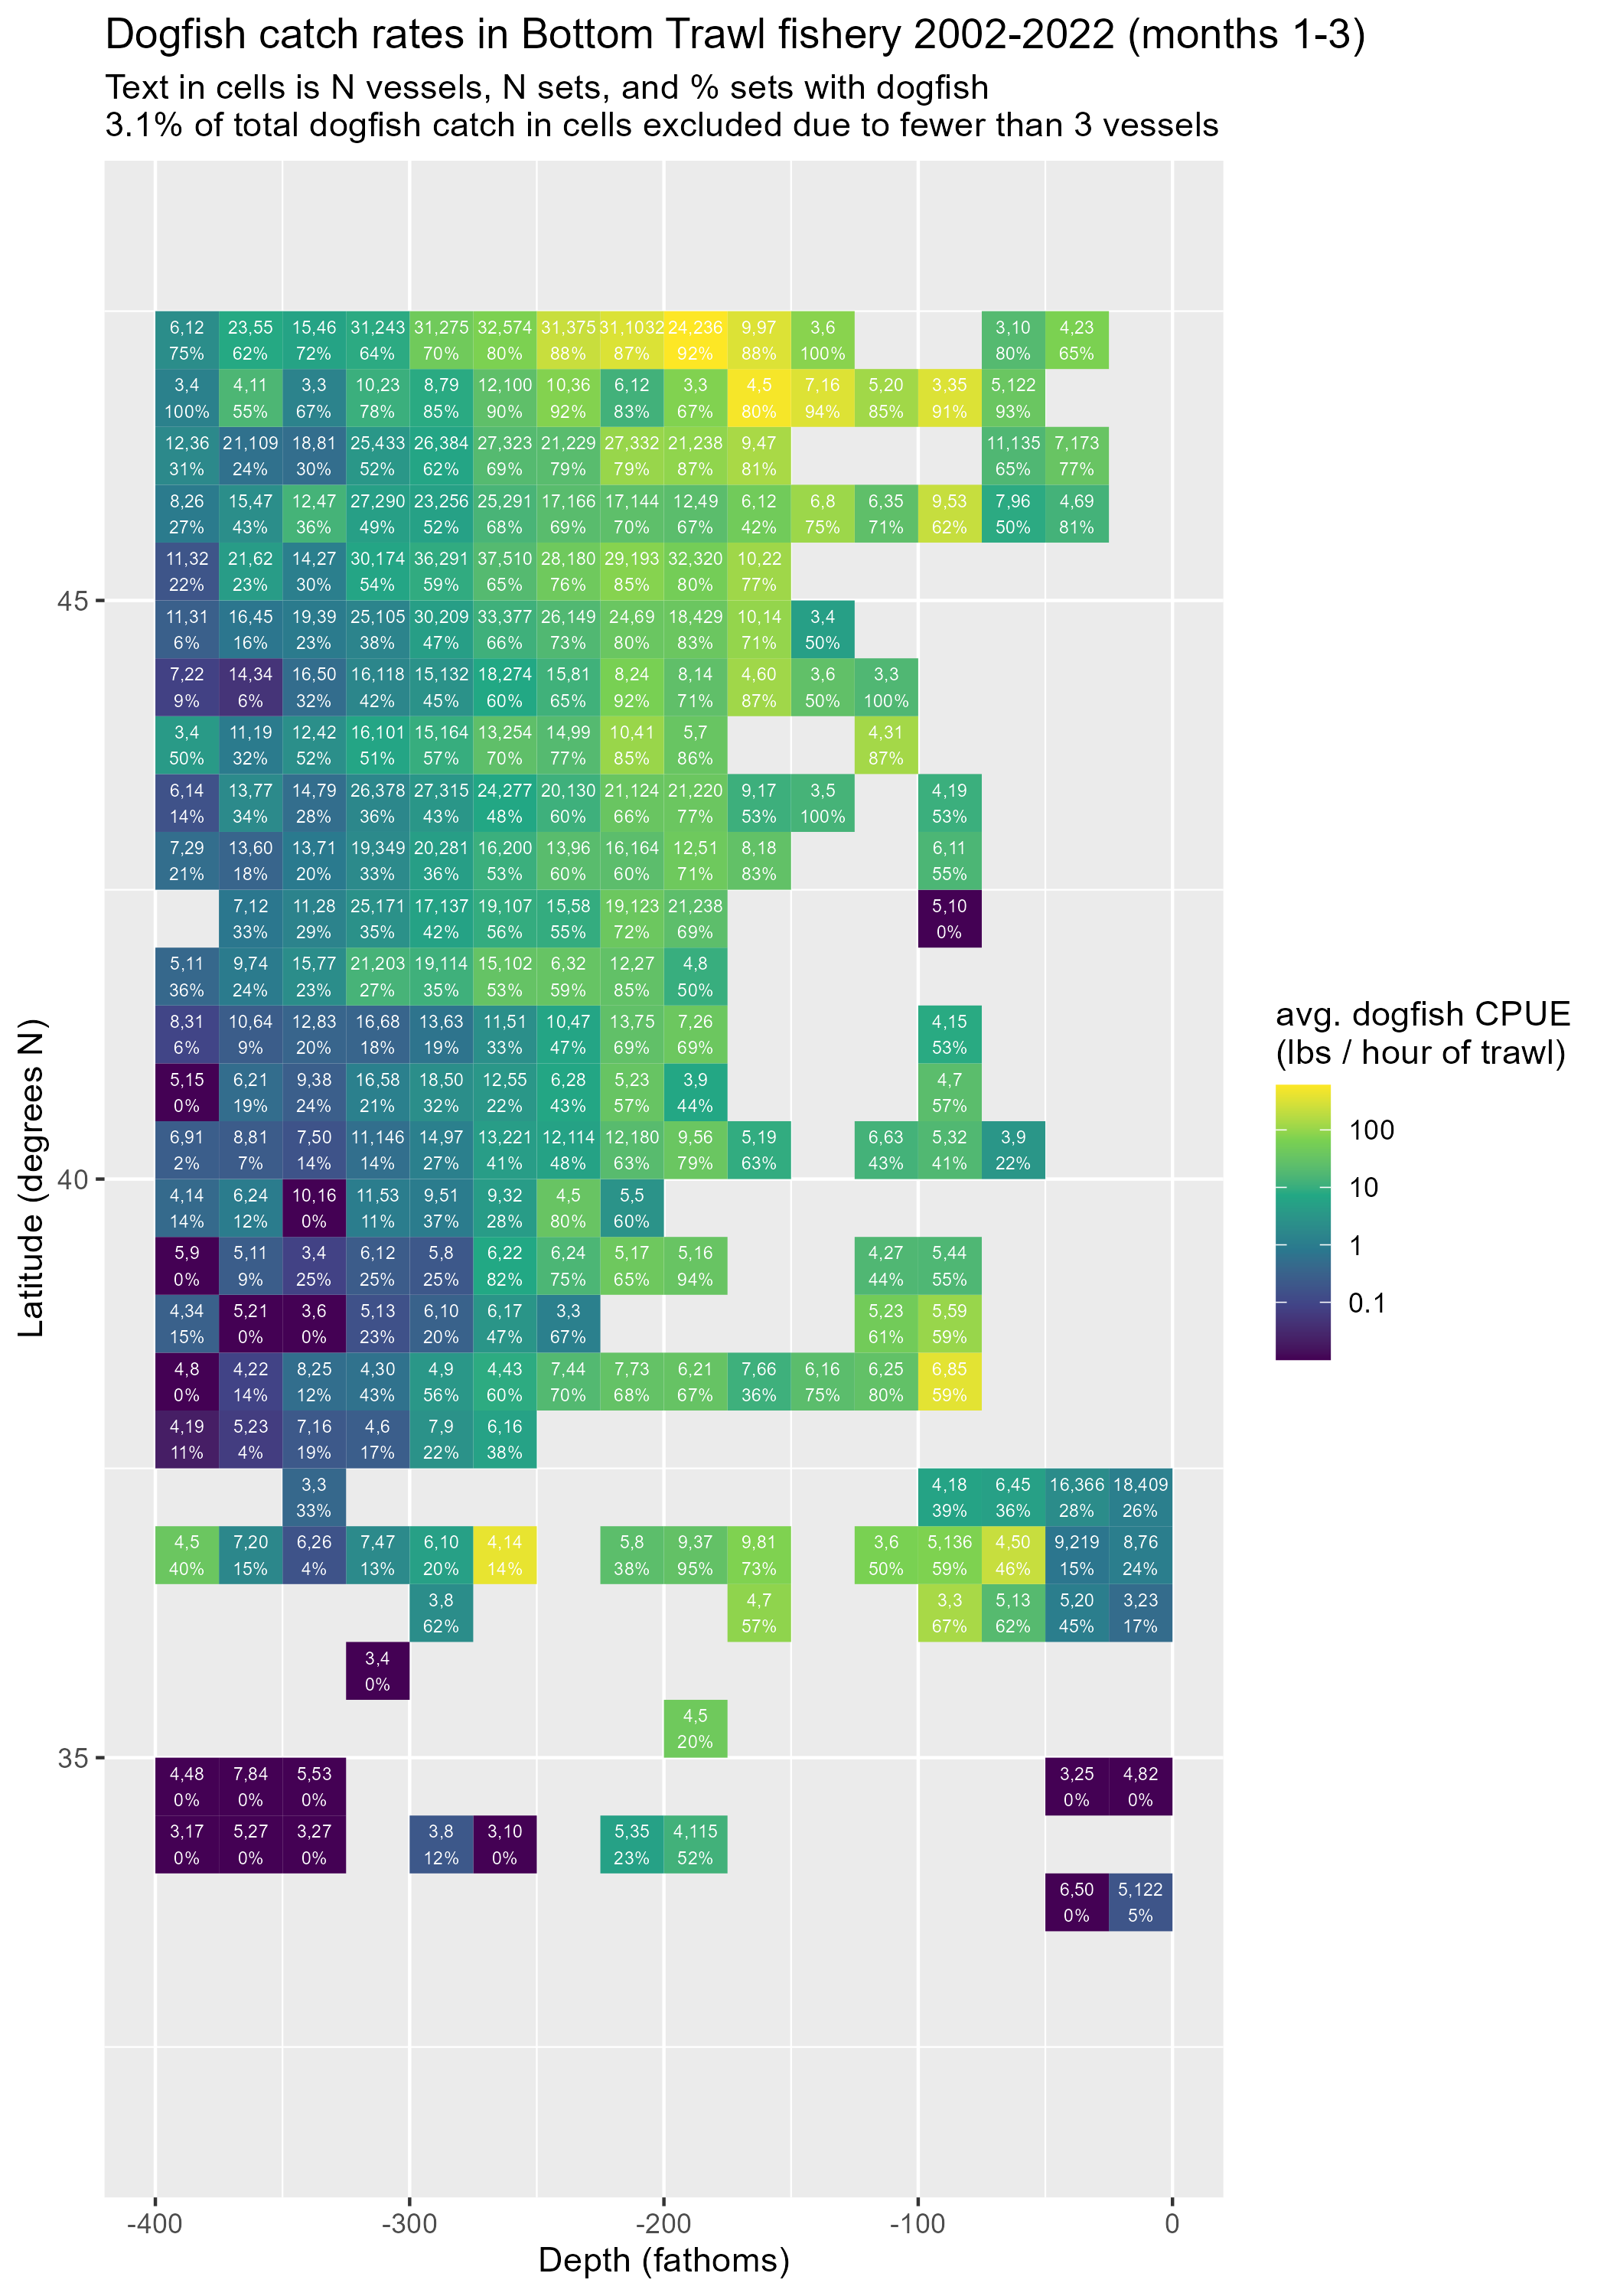 Dogfish catch rates in Bottom Trawl fishery 2002-2022 (months 1-3)
Text in cells is N vessels, N sets, and % sets with dogfish
3.1% of total dogfish catch in cells excluded due to fewer than 3 vessels
6,12 23,55 15,46 31,243 31,275 32,574 31,375 31,1032 24,236 9,97 3,6 3,10 4,23
75% 62% 72% 64% 70% 80% 88% 87% 92% 88% 100% 80% 65%
3,4 4,11 3,3 10,23 8,79 12,100 10,36 6,12 3,3 4,5 7,16 5,20 3,35 5,122
100% 55% 67% 78% 85% 90% 92% 83% 67% 80% 94% 85% 91% 93%
12,36 21,109 18,81 25,433 26,384 27,323 21,229 27,332 21,238 9,47 11,135 7,173
31% 24% 30% 52% 62% 69% 79% 79% 87% 81% 65% 77%
8,26 15,47 12,47 27,290 23,256 25,291 17,166 17,144 12,49 6,12 6,8 6,35 9,53 7,96 4,69
27% 43% 36% 49% 52% 68% 69% 70% 67% 42% 75% 71% 62% 50% 81%
11,32 21,62 14,27 30,174 36,291 37,510 28,180 29,193 32,320 10,22
22% 23% 30% 54% 59% 65% 76% 85% 80% 77%
45
11,31 16,45 19,39 25,105 30,209 33,377 26,149 24,69 18,429 10,14 3,4
6% 16% 23% 38% 47% 66% 73% 80% 83% 71% 50%
7,22 14,34 16,50 16,118 15,132 18,274 15,81 8,24 8,14 4,60 3,6 3,3
9% 6% 32% 42% 45% 60% 65% 92% 71% 87% 50% 100%
3,4 11,19 12,42 16,101 15,164 13,254 14,99 10,41 5,7 4,31
50% 32% 52% 51% 57% 70% 77% 85% 86% 87%
6,14 13,77 14,79 26,378 27,315 24,277 20,130 21,124 21,220 9,17 3,5 4,19
14% 34% 28% 36% 43% 48% 60% 66% 77% 53% 100% 53%
7,29 13,60 13,71 19,349 20,281 16,200 13,96 16,164 12,51 8,18 6,11
21% 18% 20% 33% 36% 53% 60% 60% 71% 83% 55%
7,12 11,28 25,171 17,137 19,107 15,58 19,123 21,238 5,10
33% 29% 35% 42% 56% 55% 72% 69% 0%
5,11 9,74 15,77 21,203 19,114 15,102 6,32 12,27 4,8
36% 24% 23% 27% 35% 53% 59% 85% 50%
8,31 10,64 12,83 16,68 13,63 11,51 10,47 13,75 7,26 4,15
6% 9% 20% 18% 19% 33% 47% 69% 69% 53%
5,15 6,21 9,38 16,58 18,50 12,55 6,28 5,23 3,9 4,7
0% 19% 24% 21% 32% 22% 43% 57% 44% 57%
6,91 8,81 7,50 11,146 14,97 13,221 12,114 12,180 9,56 5,19 6,63 5,32 3,9
2% 7% 14% 14% 27% 41% 48% 63% 79% 63% 43% 41% 22%
40
4,14 6,24 10,16 11,53 9,51 9,32 4,5 5,5
14% 12% 0% 11% 37% 28% 80% 60%
5,9 5,11 3,4 6,12 5,8 6,22 6,24 5,17 5,16 4,27 5,44
0% 9% 25% 25% 25% 82% 75% 65% 94% 44% 55%
4,34 5,21 3,6 5,13 6,10 6,17 3,3 5,23 5,59
15% 0% 0% 23% 20% 47% 67% 61% 59%
4,8 4,22 8,25 4,30 4,9 4,43 7,44 7,73 6,21 7,66 6,16 6,25 6,85
0% 14% 12% 43% 56% 60% 70% 68% 67% 36% 75% 80% 59%
4,19 5,23 7,16 4,6 7,9 6,16
11% 4% 19% 17% 22% 38%
3,3 4,18 6,45 16,366 18,409
33% 39% 36% 28% 26%
4,5 7,20 6,26 7,47 6,10 4,14 5,8 9,37 9,81 3,6 5,136 4,50 9,219 8,76
40% 15% 4% 13% 20% 14% 38% 95% 73% 50% 59% 46% 15% 24%
3,8 4,7 3,3 5,13 5,20 3,23
62% 57% 67% 62% 45% 17%
3,4
0%
4,5
20%
35
4,48 7,84 5,53 3,25 4,82
0% 0% 0% 0% 0%
3,17 5,27 3,27 3,8 3,10 5,35 4,115
0% 0% 0% 12% 0% 23% 52%
6,50 5,122
0% 5%
-400 -300 -200 -100 0
Depth (fathoms)
Latitude (degrees N)
avg. dogfish CPUE
(lbs / hour of trawl)
100
10
1
0.1